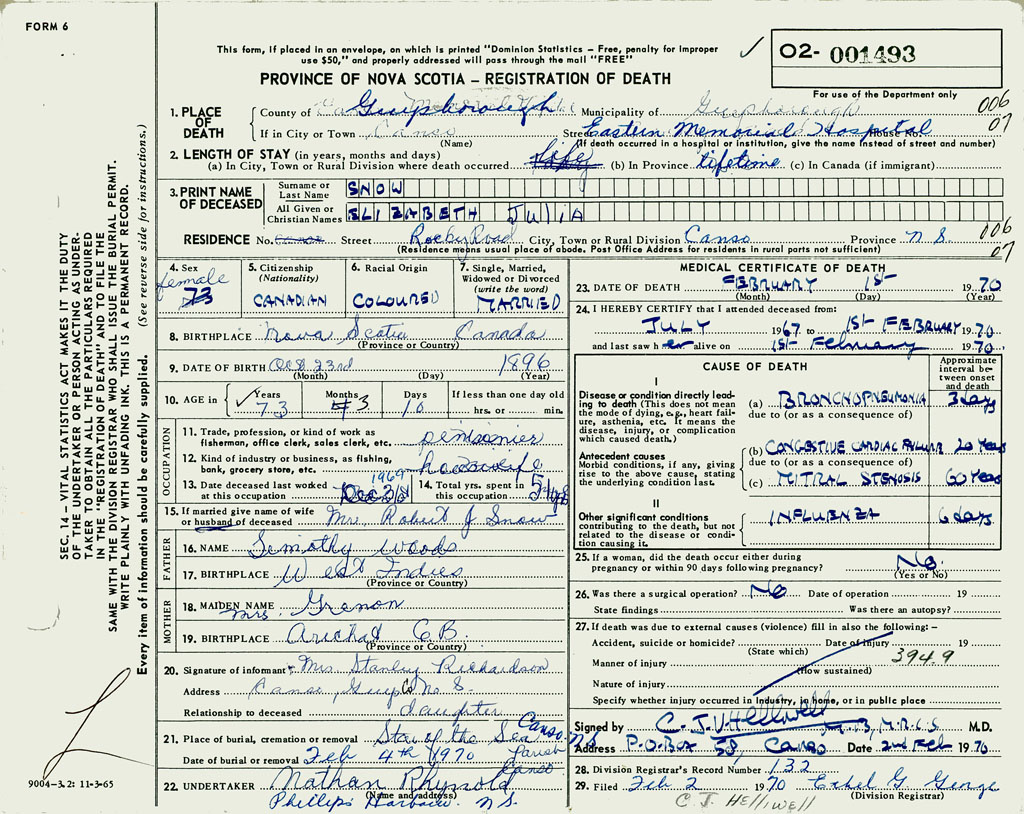 FORM 6
This form, if placed in an envelope, on which is printed "Dominion Statistics – Free, penalty for improper
use $50," and properly addressed will pass through the mail "FREE"
✓ 02- 001493
For use of the Department only
PROVINCE OF NOVA SCOTIA – REGISTRATION OF DEATH
1. PLACE OF DEATH
County of Guysborough Municipality of Guysborough 006
If in City or Town Canso Street Eastern Memorial Hospital 07
(Name) (If death occurred in a hospital or institution, give the name instead of street and number)
2. LENGTH OF STAY (in years, months and days)
(a) In City, Town or Rural Division where death occurred Life (b) In Province lifetime (c) In Canada (if immigrant)
3. PRINT NAME OF DECEASED
Surname or Last Name SNOW
All Given or Christian Names ELIZABETH JULIA
RESIDENCE No. Canso Street Rocky Road City, Town or Rural Division Canso Province N.S. 006
(Residence means usual place of abode. Post Office Address for residents in rural parts not sufficient) 07
4. Sex female 73
5. Citizenship (Nationality) CANADIAN
6. Racial Origin COLOURED
7. Single, Married, Widowed or Divorced (write the word) MARRIED
8. BIRTHPLACE Nova Scotia Canada
(Province or Country)
9. DATE OF BIRTH Oct 23rd 1896
(Month) (Day) (Year)
10. AGE in ✓ Years 73 Months 3 Days 10 If less than one day old
hrs. or min.
OCCUPATION
11. Trade, profession, or kind of work as
fisherman, office clerk, sales clerk, etc. pensioner
12. Kind of industry or business, as fishing,
bank, grocery store, etc. housewife
13. Date deceased last worked
at this occupation Dec 31 1969
14. Total yrs. spent in
this occupation
15. If married give name of wife
or husband of deceased Mr. Robert J Snow
FATHER
16. NAME Timothy Woods
17. BIRTHPLACE West Indies
(Province or Country)
MOTHER
18. MAIDEN NAME Mrs. Grenon
19. BIRTHPLACE Arichat C.B.
(Province or Country)
20. Signature of informant Mrs. Stanley Richardson
Address Canso, Guys Co N.S.
Relationship to deceased daughter
21. Place of burial, cremation or removal Star of the Sea Canso N.S.
Date of burial or removal Feb 4th 1970 Parish Canso
22. UNDERTAKER Nathan Rhynold
(Name and address)
Phillips Harbour N.S.
MEDICAL CERTIFICATE OF DEATH
23. DATE OF DEATH FEBRUARY 1st 1970
(Month) (Day) (Year)
24. I HEREBY CERTIFY that I attended deceased from:
JULY 1967 to 1st FEBRUARY 1970
and last saw her alive on 1st February 1970
CAUSE OF DEATH
Approximate interval between onset and death
I
Disease or condition directly leading to death (This does not mean the mode of dying, e.g., heart failure, asthenia, etc. It means the disease, injury, or complication which caused death.)
(a) BRONCHOPNEUMONIA 3 days
due to (or as a consequence of)
Antecedent causes
Morbid conditions, if any, giving rise to the above cause, stating the underlying condition last.
(b) CONGESTIVE CARDIAC FAILURE 20 Years
due to (or as a consequence of)
(c) MITRAL STENOSIS 60 Years
II
Other significant conditions contributing to the death, but not related to the disease or condition causing it.
INFLUENZA 6 days
25. If a woman, did the death occur either during
pregnancy or within 90 days following pregnancy? No
(Yes or No)
26. Was there a surgical operation? No Date of operation 19
State findings Was there an autopsy?
27. If death was due to external causes (violence) fill in also the following: –
Accident, suicide or homicide? Date of injury 19
(State which)
Manner of injury 394.9
(How sustained)
Nature of injury
Specify whether injury occurred in industry, in home, or in public place
Signed by C. J. V. Helliwell M.B, M.R.C.S. M.D.
Address P.O. BOX 58, CANSO Date 2nd Feb 1970
28. Division Registrar's Record Number 132
29. Filed Feb 2 1970 Ethel G. George
(Division Registrar)
C. J. Helliwell
SEC. 14 – VITAL STATISTICS ACT MAKES IT THE DUTY
OF THE UNDERTAKER OR PERSON ACTING AS UNDER-
TAKER TO OBTAIN ALL THE PARTICULARS REQUIRED
IN THE "REGISTRATION OF DEATH" AND TO FILE THE
SAME WITH THE DIVISION REGISTRAR WHO SHALL ISSUE THE BURIAL PERMIT.
WRITE PLAINLY WITH UNFADING INK. THIS IS A PERMANENT RECORD.
Every item of information should be carefully supplied. (See reverse side for instructions.)
9004-3.2: 11-3-65